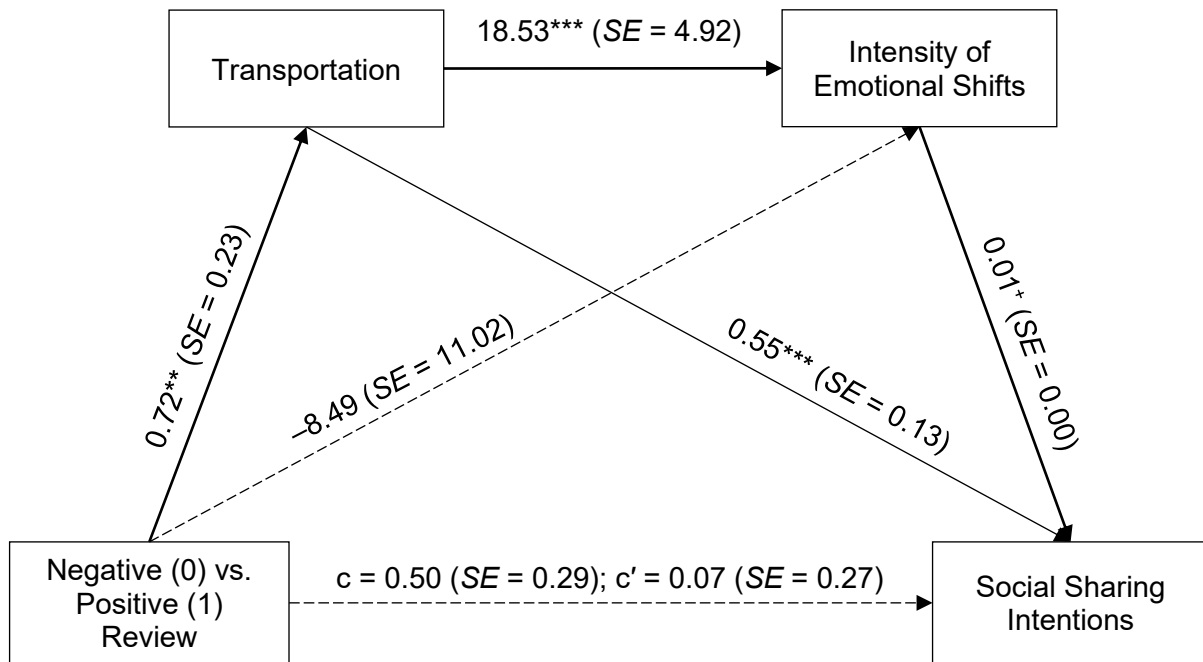 18.53*** (SE = 4.92)
Transportation
Intensity of
Emotional Shifts
0.72** (SE = 0.23)
–8.49 (SE = 11.02)
0.55*** (SE = 0.13)
0.01⁺ (SE = 0.00)
Negative (0) vs.
Positive (1)
Review
c = 0.50 (SE = 0.29); c′ = 0.07 (SE = 0.27)
Social Sharing
Intentions